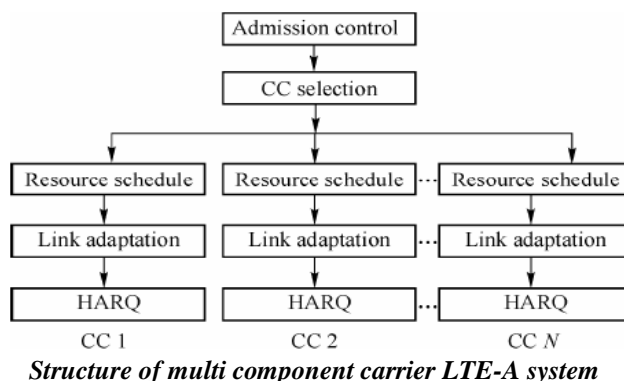 Admission control
CC selection
Resource schedule Resource schedule ... Resource schedule
Link adaptation Link adaptation ... Link adaptation
HARQ HARQ ... HARQ
CC 1 CC 2 CC N
Structure of multi component carrier LTE-A system